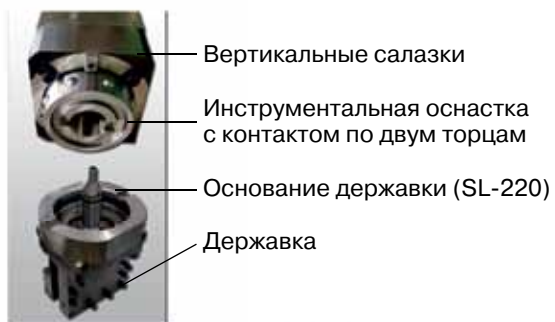 Вертикальные салазки
Инструментальная оснастка
с контактом по двум торцам
Основание державки (SL-220)
Державка